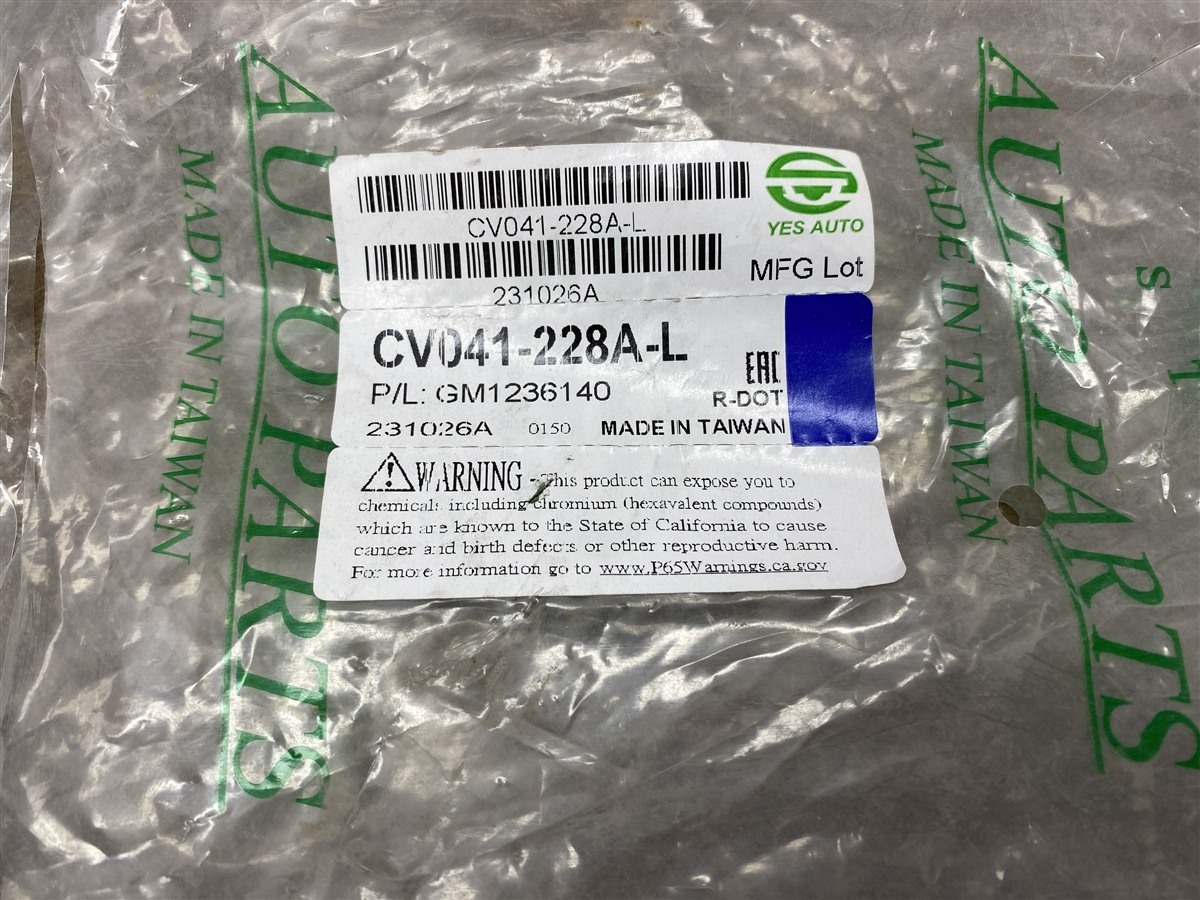 CV041-228A-L
YES AUTO
231026A
MFG Lot
CV041-228A-L
EAC
P/L: GM1236140
R-DOT
231026A 0150 MADE IN TAIWAN
WARNING - This product can expose you to
chemicals including chromium (hexavalent compounds)
which are known to the State of California to cause
cancer and birth defects or other reproductive harm.
For more information go to www.P65Warnings.ca.gov
AUTO PARTS
MADE IN TAIWAN
AUTO PARTS
MADE IN TAIWAN